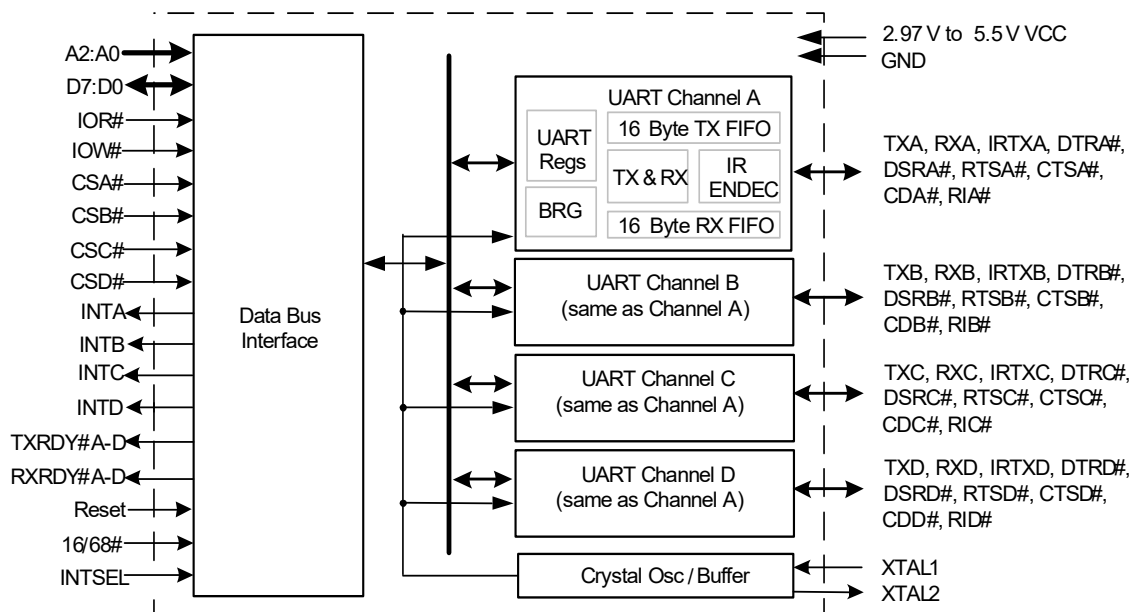 A2:A0
D7:D0
IOR#
IOW#
CSA#
CSB#
CSC#
CSD#
INTA
INTB
INTC
INTD
TXRDY#A-D
RXRDY#A-D
Reset
16/68#
INTSEL
Data Bus
Interface
2.97 V to 5.5 V VCC
GND
UART Channel A
UART
Regs
BRG
16 Byte TX FIFO
TX & RX
IR
ENDEC
16 Byte RX FIFO
TXA, RXA, IRTXA, DTRA#,
DSRA#, RTSA#, CTSA#,
CDA#, RIA#
UART Channel B
(same as Channel A)
TXB, RXB, IRTXB, DTRB#,
DSRB#, RTSB#, CTSB#,
CDB#, RIB#
UART Channel C
(same as Channel A)
TXC, RXC, IRTXC, DTRC#,
DSRC#, RTSC#, CTSC#,
CDC#, RIC#
UART Channel D
(same as Channel A)
TXD, RXD, IRTXD, DTRD#,
DSRD#, RTSD#, CTSD#,
CDD#, RID#
Crystal Osc / Buffer
XTAL1
XTAL2